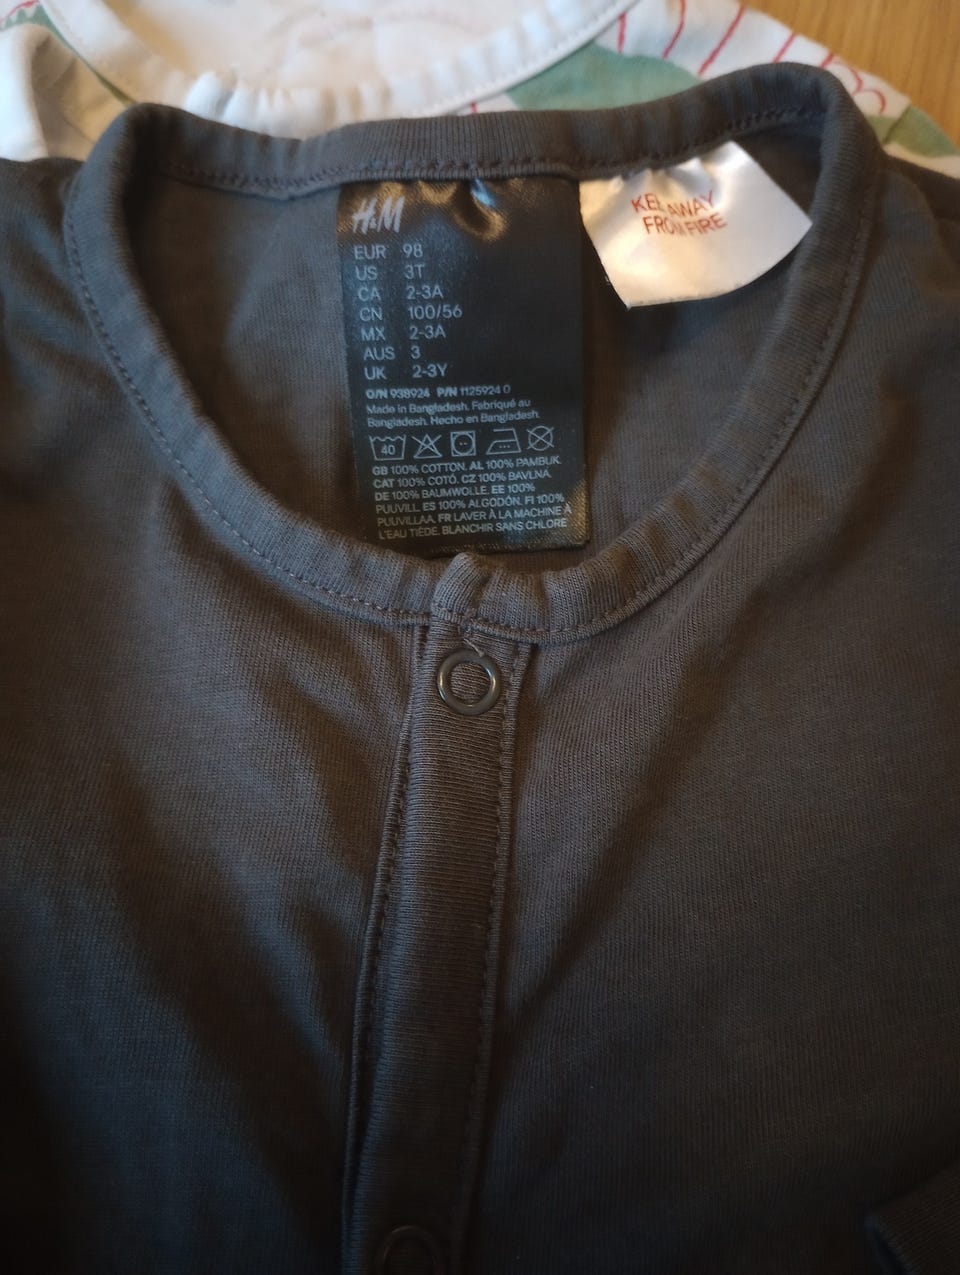 H&M
EUR 98
US 3T
CA 2-3A
CN 100/56
MX 2-3A
AUS 3
UK 2-3Y
O/N 938924 P/N 1125924 0
Made in Bangladesh. Fabriqué au
Bangladesh. Hecho en Bangladesh.
40
GB 100% COTTON. AL 100% PAMBUK.
CAT 100% COTÓ. CZ 100% BAVLNA.
DE 100% BAUMWOLLE. EE 100%
PUUVILL. ES 100% ALGODÓN. FI 100%
PUUVILLAA. FR LAVER À LA MACHINE À
L'EAU TIÈDE. BLANCHIR SANS CHLORE
KEEP AWAY
FROM FIRE